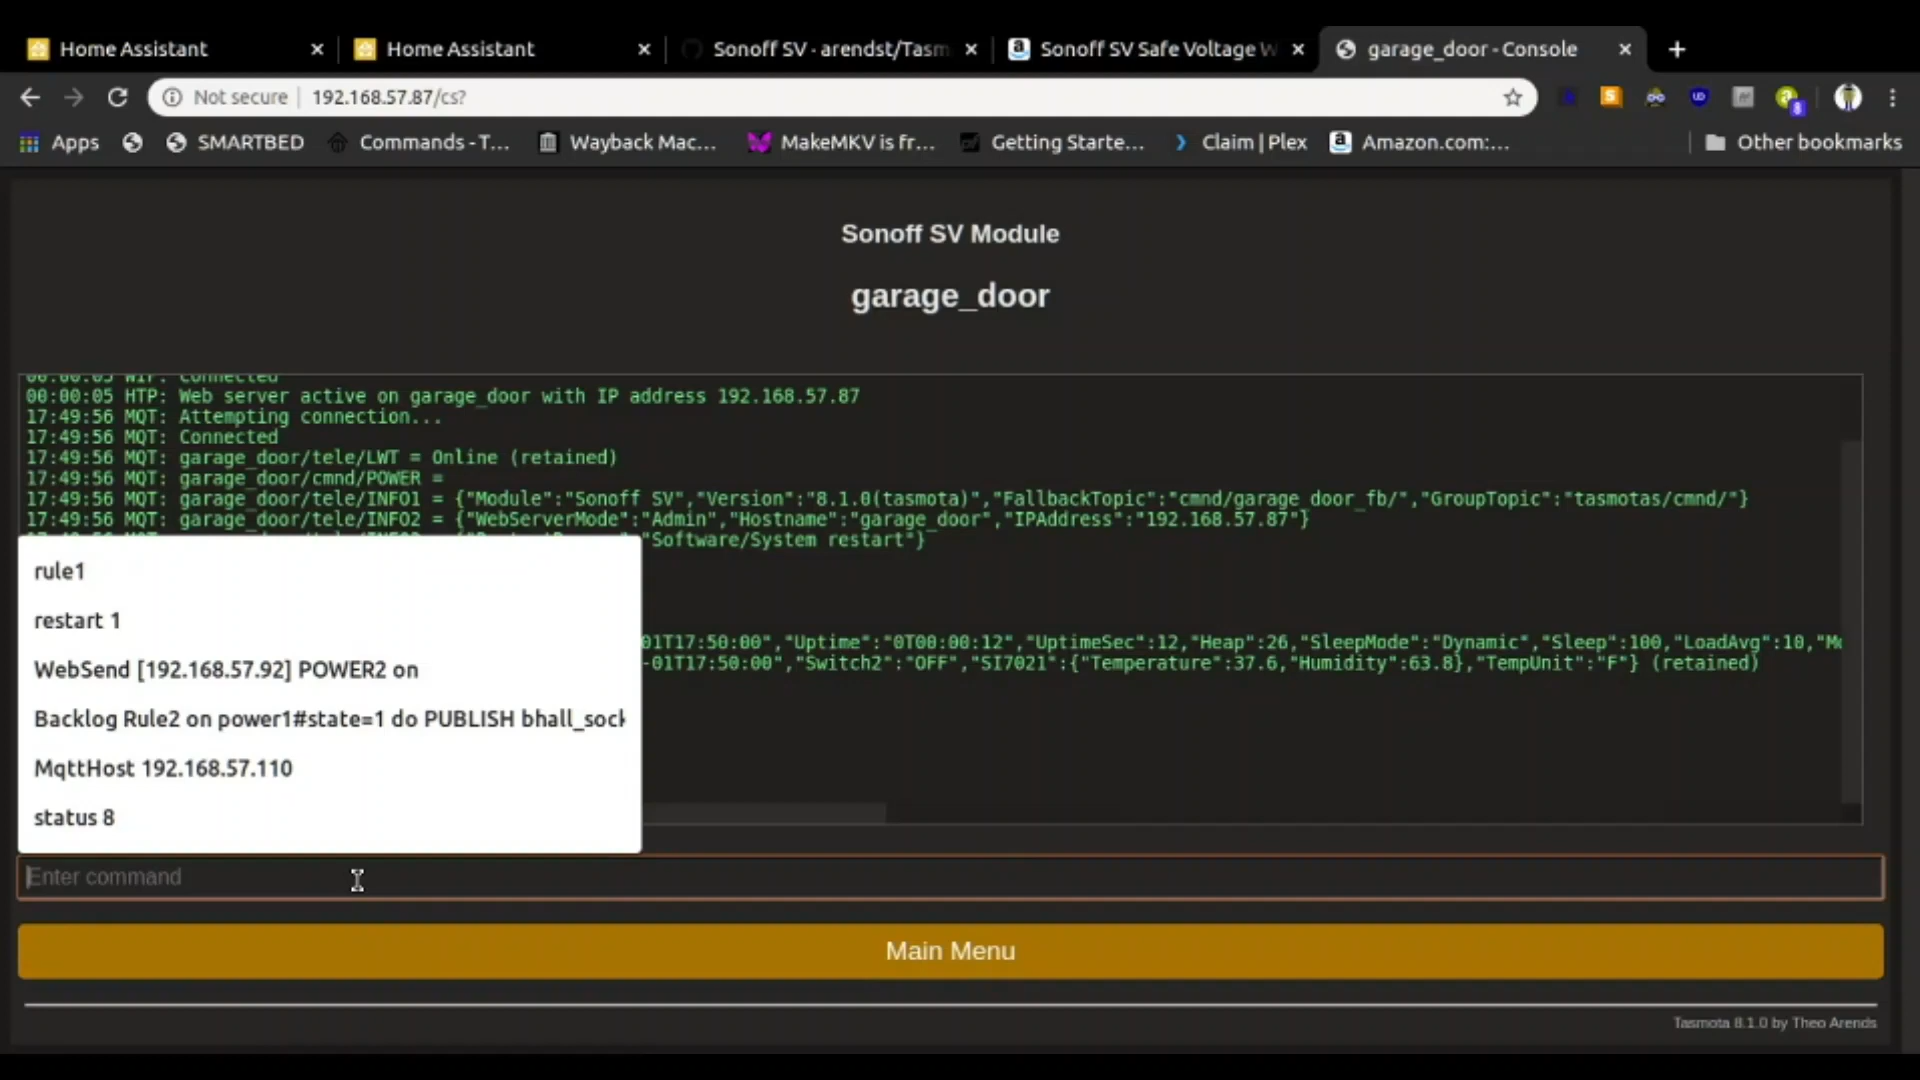 Home Assistant
Home Assistant
Sonoff SV - arendst/Tasm
Sonoff SV Safe Voltage W
garage_door - Console
Not secure | 192.168.57.87/cs?
Apps
SMARTBED
Commands - T...
Wayback Mac...
MakeMKV is fr...
Getting Starte...
Claim | Plex
Amazon.com:...
Other bookmarks
Sonoff SV Module
garage_door
00:00:05 WIF: Connected
00:00:05 HTP: Web server active on garage_door with IP address 192.168.57.87
17:49:56 MQT: Attempting connection...
17:49:56 MQT: Connected
17:49:56 MQT: garage_door/tele/LWT = Online (retained)
17:49:56 MQT: garage_door/cmnd/POWER =
17:49:56 MQT: garage_door/tele/INFO1 = {"Module":"Sonoff SV","Version":"8.1.0(tasmota)","FallbackTopic":"cmnd/garage_door_fb/","GroupTopic":"tasmotas/cmnd/"}
17:49:56 MQT: garage_door/tele/INFO2 = {"WebServerMode":"Admin","Hostname":"garage_door","IPAddress":"192.168.57.87"}
"Software/System restart"}
01T17:50:00","Uptime":"0T00:00:12","UptimeSec":12,"Heap":26,"SleepMode":"Dynamic","Sleep":100,"LoadAvg":10,"Mo
-01T17:50:00","Switch2":"OFF","SI7021":{"Temperature":37.6,"Humidity":63.8},"TempUnit":"F"} (retained)
rule1
restart 1
WebSend [192.168.57.92] POWER2 on
Backlog Rule2 on power1#state=1 do PUBLISH bhall_sock
MqttHost 192.168.57.110
status 8
Enter command
Main Menu
Tasmota 8.1.0 by Theo Arends